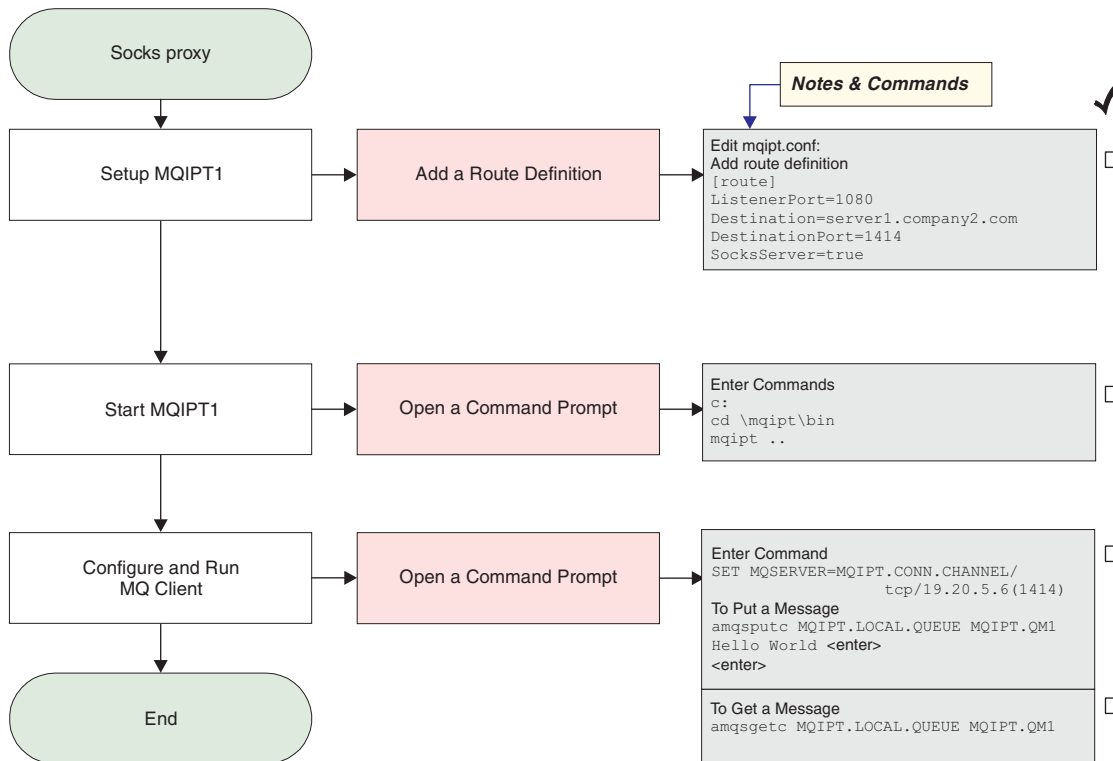 Socks proxy
Notes & Commands
Setup MQIPT1
Add a Route Definition
Edit mqipt.conf:
Add route definition
[route]
ListenerPort=1080
Destination=server1.company2.com
DestinationPort=1414
SocksServer=true
Start MQIPT1
Open a Command Prompt
Enter Commands
c:
cd \mqipt\bin
mqipt ..
Configure and Run
MQ Client
Open a Command Prompt
Enter Command
SET MQSERVER=MQIPT.CONN.CHANNEL/
tcp/19.20.5.6(1414)
To Put a Message
amqsputc MQIPT.LOCAL.QUEUE MQIPT.QM1
Hello World <enter>
<enter>
End
To Get a Message
amqsgetc MQIPT.LOCAL.QUEUE MQIPT.QM1